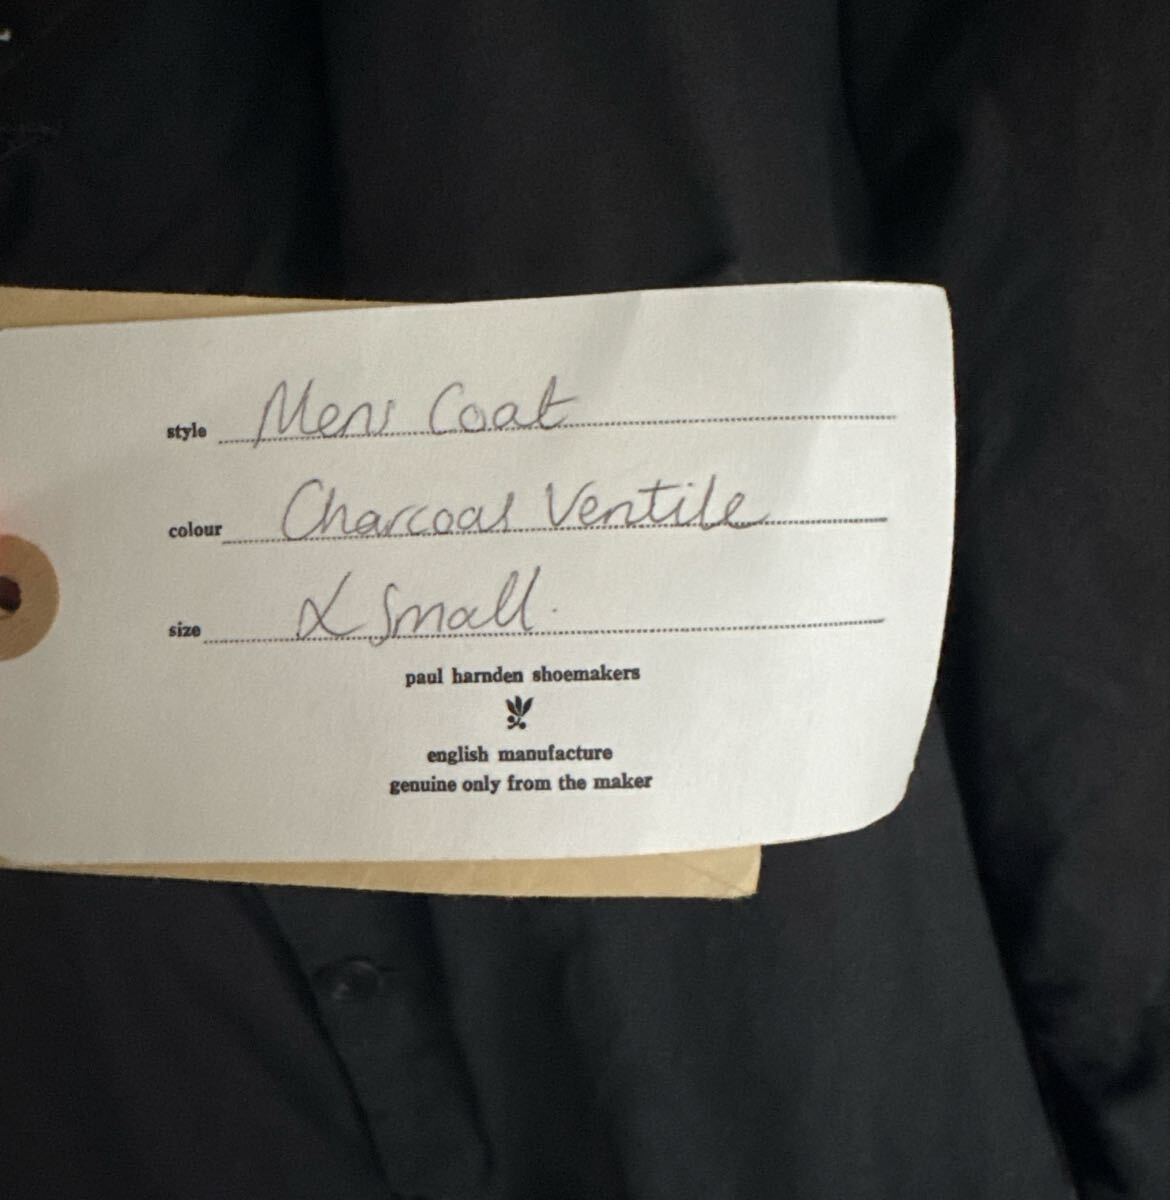 style Mens Coat
colour Charcoal Ventile
size X Small.
paul harnden shoemakers
english manufacture
genuine only from the maker